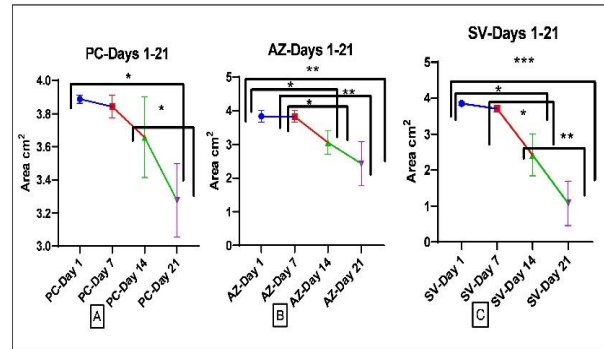 PC-Days 1-21
*
*
Area cm²
4.0
3.8
3.6
3.4
3.2
3.0
PC-Day 1
PC-Day 7
PC-Day 14
PC-Day 21
A
AZ-Days 1-21
**
*
**
*
Area cm²
5
4
3
2
1
0
AZ-Day 1
AZ-Day 7
AZ-Day 14
AZ-Day 21
B
SV-Days 1-21
***
*
*
**
Area cm²
5
4
3
2
1
0
SV-Day 1
SV-Day 7
SV-Day 14
SV-Day 21
C